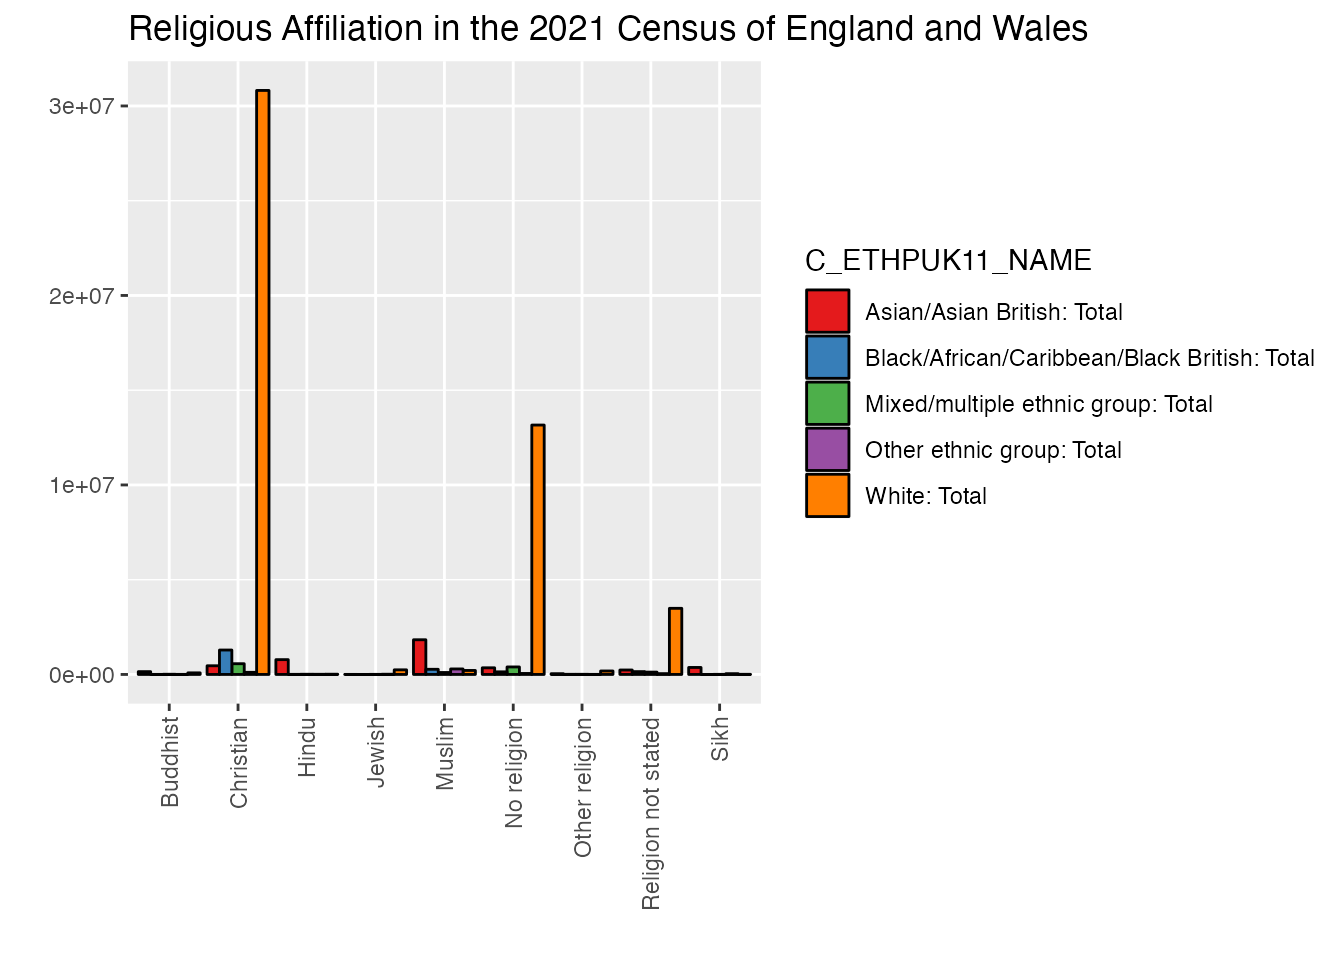 Religious Affiliation in the 2021 Census of England and Wales
3e+07
2e+07
1e+07
0e+00
Buddhist
Christian
Hindu
Jewish
Muslim
No religion
Other religion
Religion not stated
Sikh
C_ETHPUK11_NAME
Asian/Asian British: Total
Black/African/Caribbean/Black British: Total
Mixed/multiple ethnic group: Total
Other ethnic group: Total
White: Total